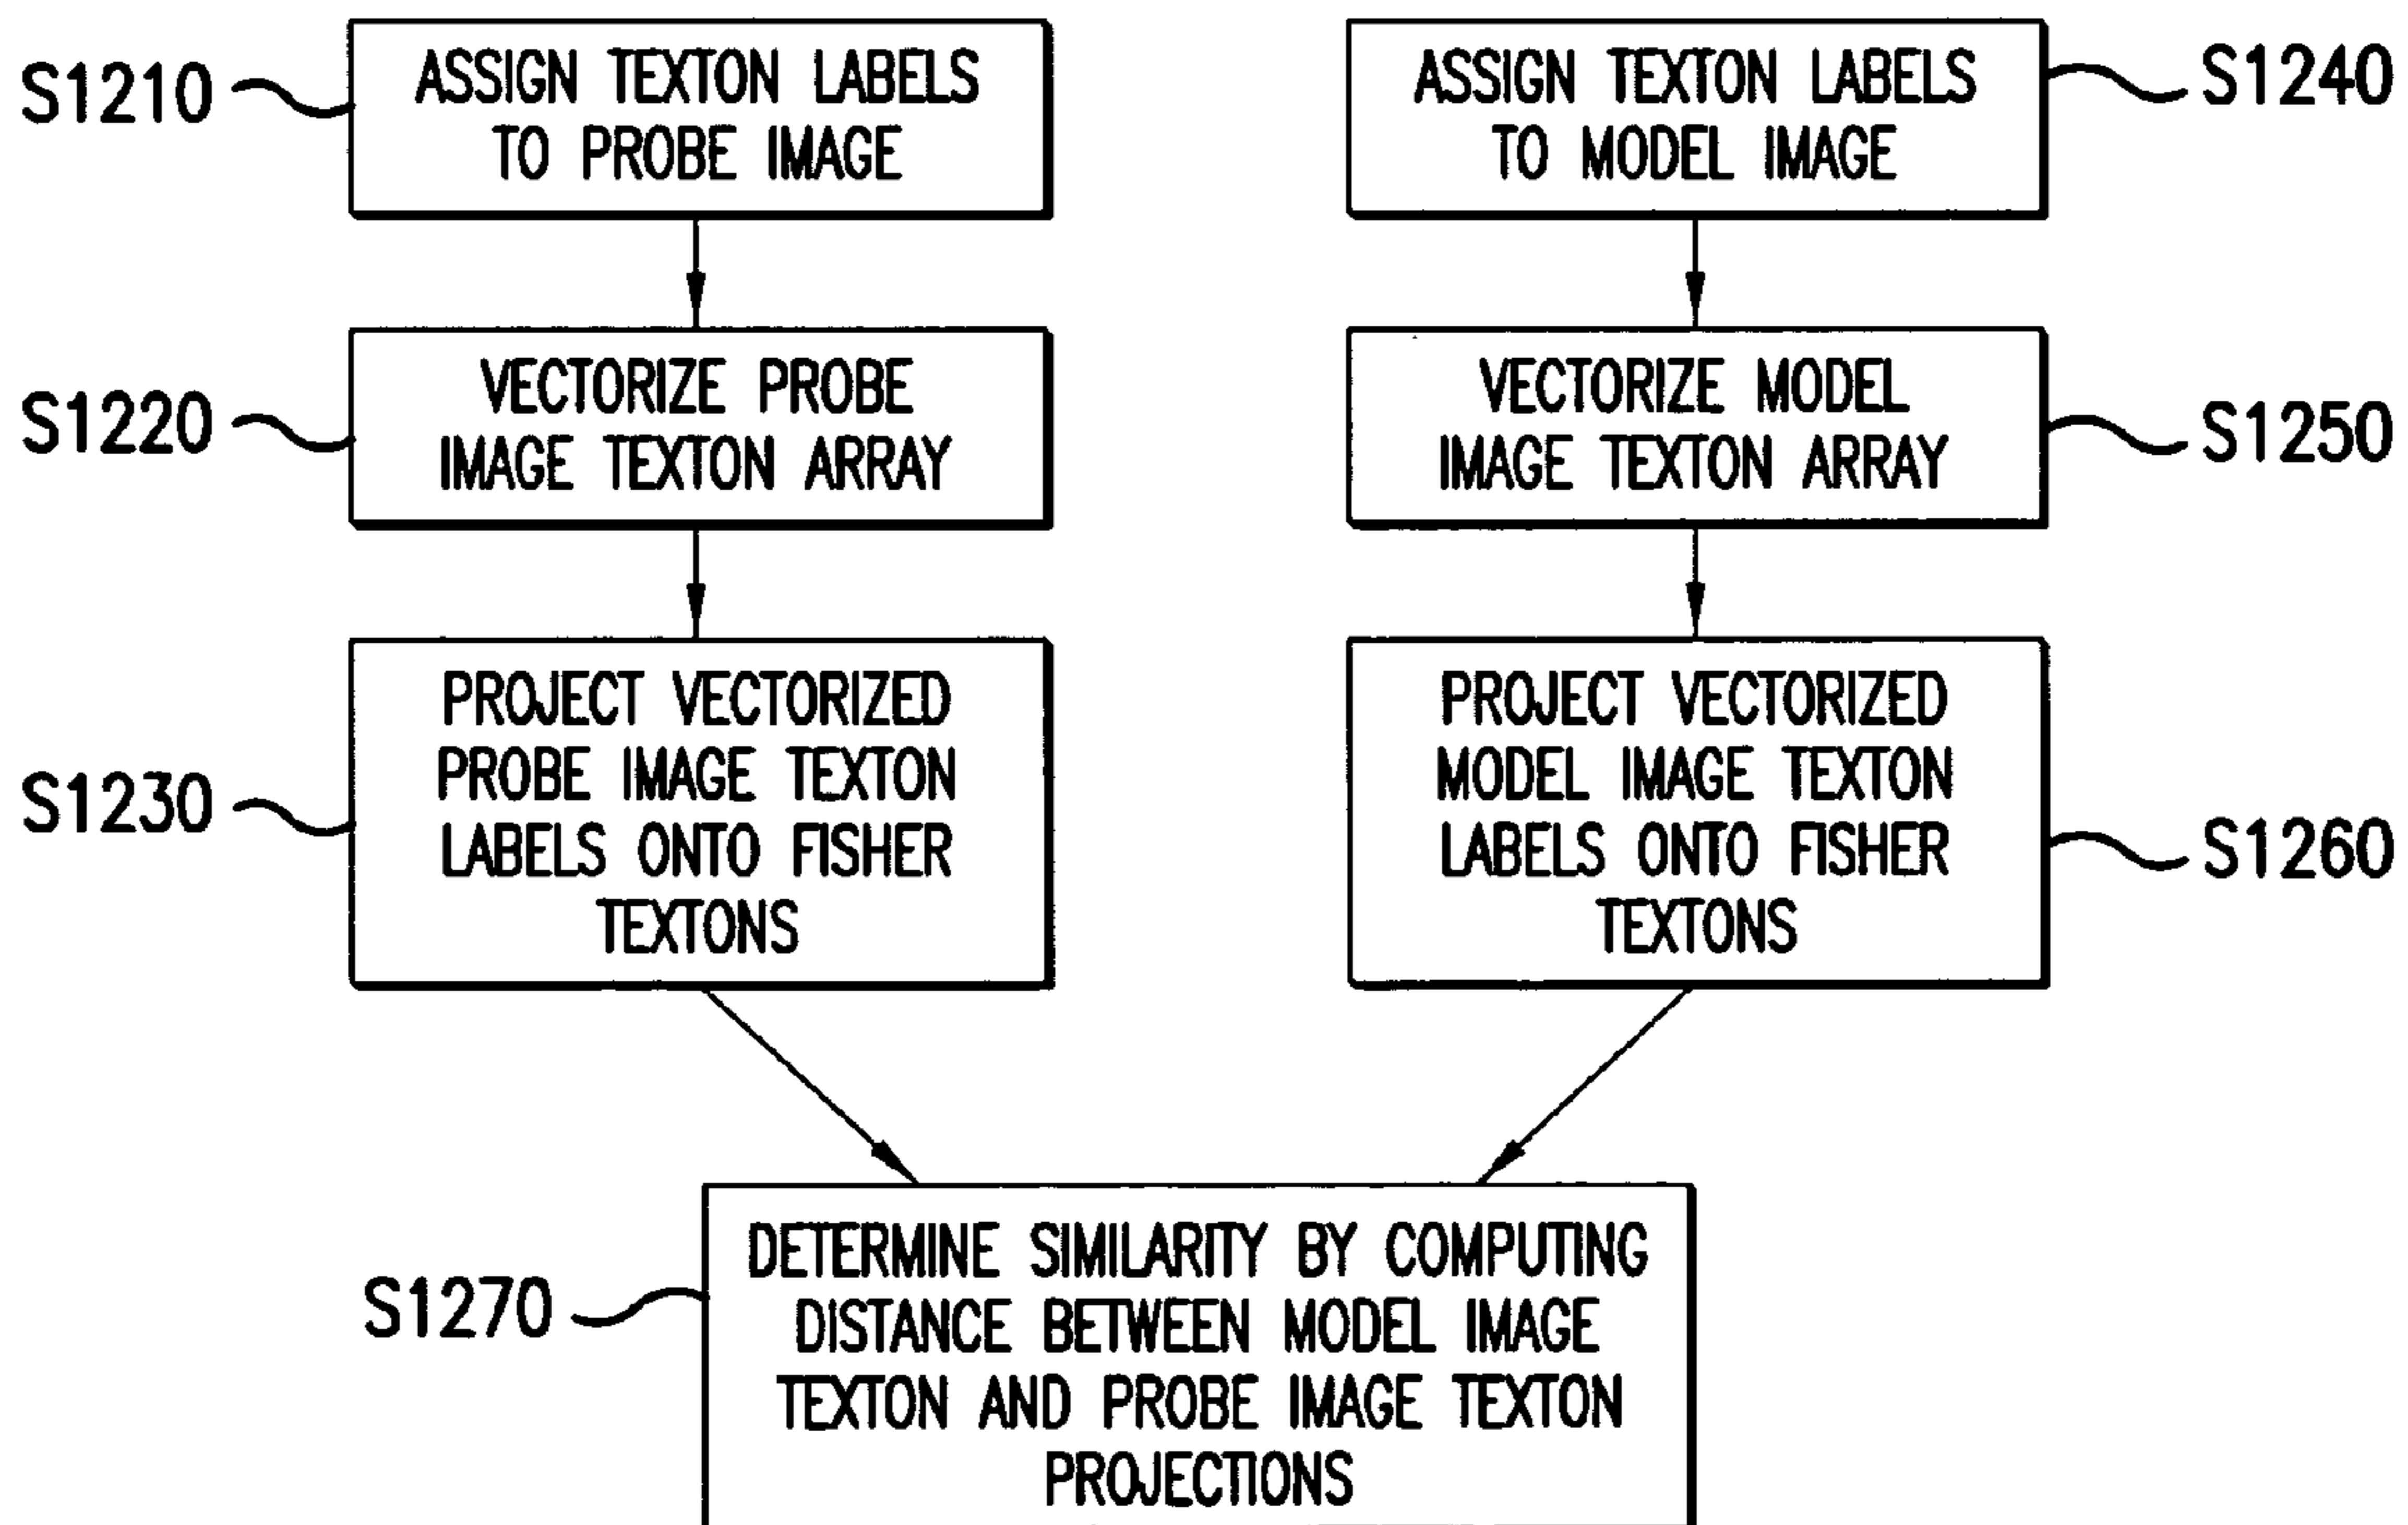 S1210
ASSIGN TEXTON LABELS
TO PROBE IMAGE
S1220
VECTORIZE PROBE
IMAGE TEXTON ARRAY
S1230
PROJECT VECTORIZED
PROBE IMAGE TEXTON
LABELS ONTO FISHER
TEXTONS
ASSIGN TEXTON LABELS
TO MODEL IMAGE
S1240
VECTORIZE MODEL
IMAGE TEXTON ARRAY
S1250
PROJECT VECTORIZED
MODEL IMAGE TEXTON
LABELS ONTO FISHER
TEXTONS
S1260
S1270
DETERMINE SIMILARITY BY COMPUTING
DISTANCE BETWEEN MODEL IMAGE
TEXTON AND PROBE IMAGE TEXTON
PROJECTIONS